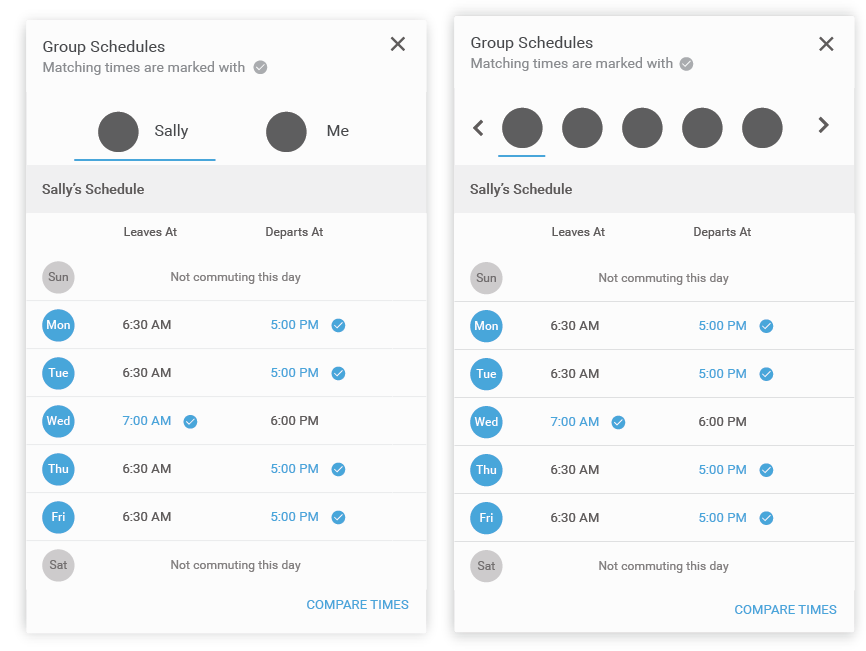 Group Schedules
Matching times are marked with
Sally Me
Sally’s Schedule
Leaves At Departs At
Sun Not commuting this day
Mon 6:30 AM 5:00 PM
Tue 6:30 AM 5:00 PM
Wed 7:00 AM 6:00 PM
Thu 6:30 AM 5:00 PM
Fri 6:30 AM 5:00 PM
Sat Not commuting this day
COMPARE TIMES
Group Schedules
Matching times are marked with
Sally’s Schedule
Leaves At Departs At
Sun Not commuting this day
Mon 6:30 AM 5:00 PM
Tue 6:30 AM 5:00 PM
Wed 7:00 AM 6:00 PM
Thu 6:30 AM 5:00 PM
Fri 6:30 AM 5:00 PM
Sat Not commuting this day
COMPARE TIMES